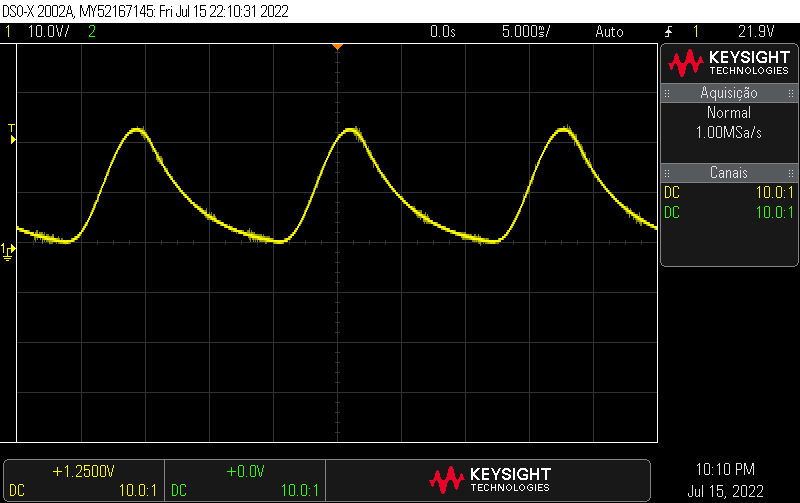 DSO-X 2002A, MY52167145: Fri Jul 15 22:10:31 2022
1 10.0V/ 2 0.0s 5.000ms/ Auto 1 21.9V
KEYSIGHT
TECHNOLOGIES
Aquisição
Normal
1.00MSa/s
Canais
DC 10.0:1
DC 10.0:1
T
1
+1.2500V
DC 10.0:1
+0.0V
DC 10.0:1
KEYSIGHT
TECHNOLOGIES
10:10 PM
Jul 15, 2022